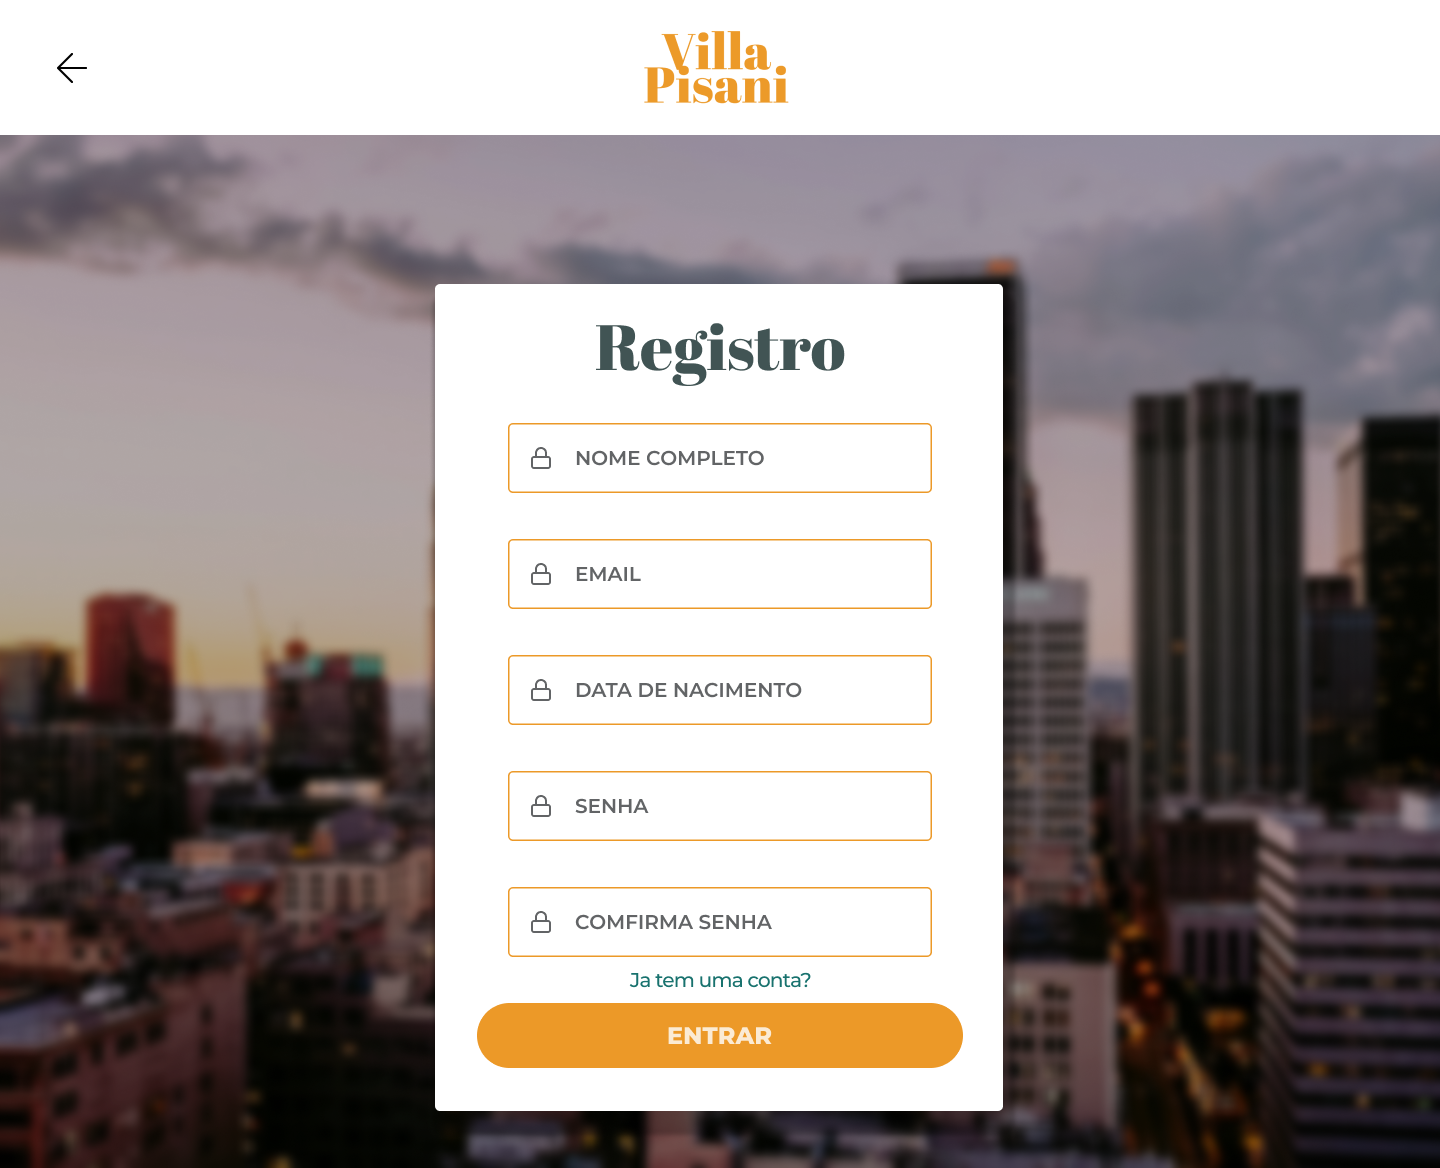 Villa
Pisani
Registro
NOME COMPLETO
EMAIL
DATA DE NACIMENTO
SENHA
COMFIRMA SENHA
Ja tem uma conta?
ENTRAR